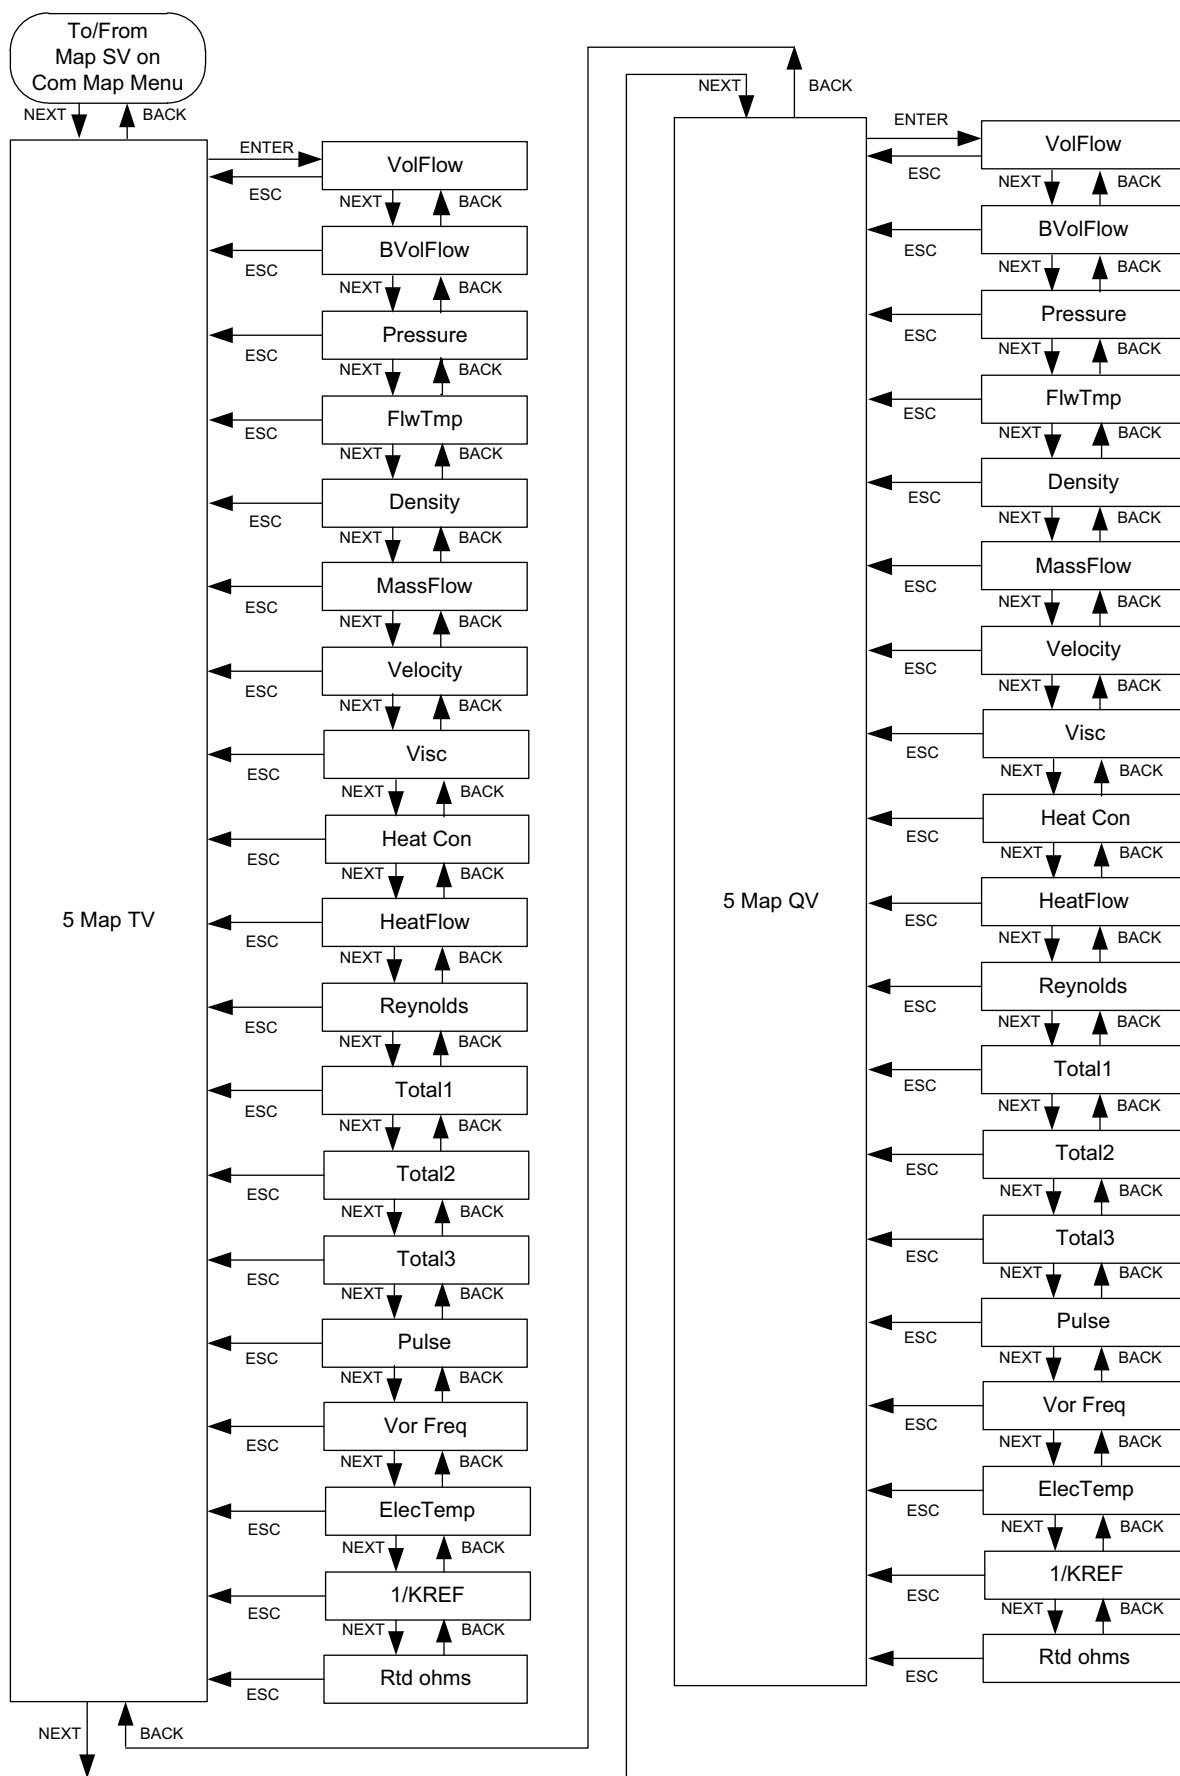 To/From
Map SV on
Com Map Menu
NEXT
BACK
5 Map TV
ENTER
ESC
VolFlow
NEXT
BACK
ESC
BVolFlow
NEXT
BACK
ESC
Pressure
NEXT
BACK
ESC
FlwTmp
NEXT
BACK
ESC
Density
NEXT
BACK
ESC
MassFlow
NEXT
BACK
ESC
Velocity
NEXT
BACK
ESC
Visc
NEXT
BACK
ESC
Heat Con
NEXT
BACK
ESC
HeatFlow
NEXT
BACK
ESC
Reynolds
NEXT
BACK
ESC
Total1
NEXT
BACK
ESC
Total2
NEXT
BACK
ESC
Total3
NEXT
BACK
ESC
Pulse
NEXT
BACK
ESC
Vor Freq
NEXT
BACK
ESC
ElecTemp
NEXT
BACK
ESC
1/KREF
NEXT
BACK
ESC
Rtd ohms
NEXT
BACK
NEXT
BACK
5 Map QV
ENTER
ESC
VolFlow
NEXT
BACK
ESC
BVolFlow
NEXT
BACK
ESC
Pressure
NEXT
BACK
ESC
FlwTmp
NEXT
BACK
ESC
Density
NEXT
BACK
ESC
MassFlow
NEXT
BACK
ESC
Velocity
NEXT
BACK
ESC
Visc
NEXT
BACK
ESC
Heat Con
NEXT
BACK
ESC
HeatFlow
NEXT
BACK
ESC
Reynolds
NEXT
BACK
ESC
Total1
NEXT
BACK
ESC
Total2
NEXT
BACK
ESC
Total3
NEXT
BACK
ESC
Pulse
NEXT
BACK
ESC
Vor Freq
NEXT
BACK
ESC
ElecTemp
NEXT
BACK
ESC
1/KREF
NEXT
BACK
ESC
Rtd ohms